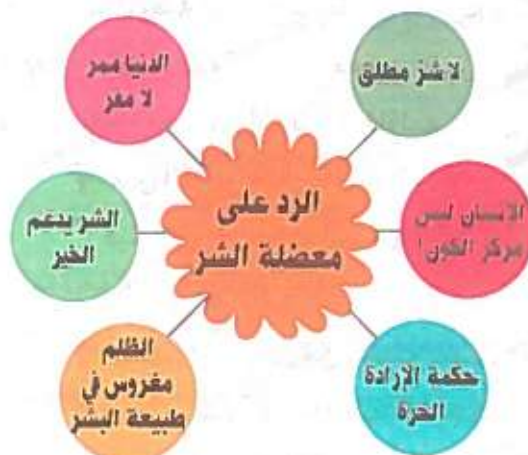 الرد على
معضلة الشر
لا شرّ مطلق
الإنسان ليس
مركز الكون!
حكمة الإرادة
الحرة
الظلم
مغروس في
طبيعة البشر
الشر يدعم
الخير
الدنيا ممر
لا مقر